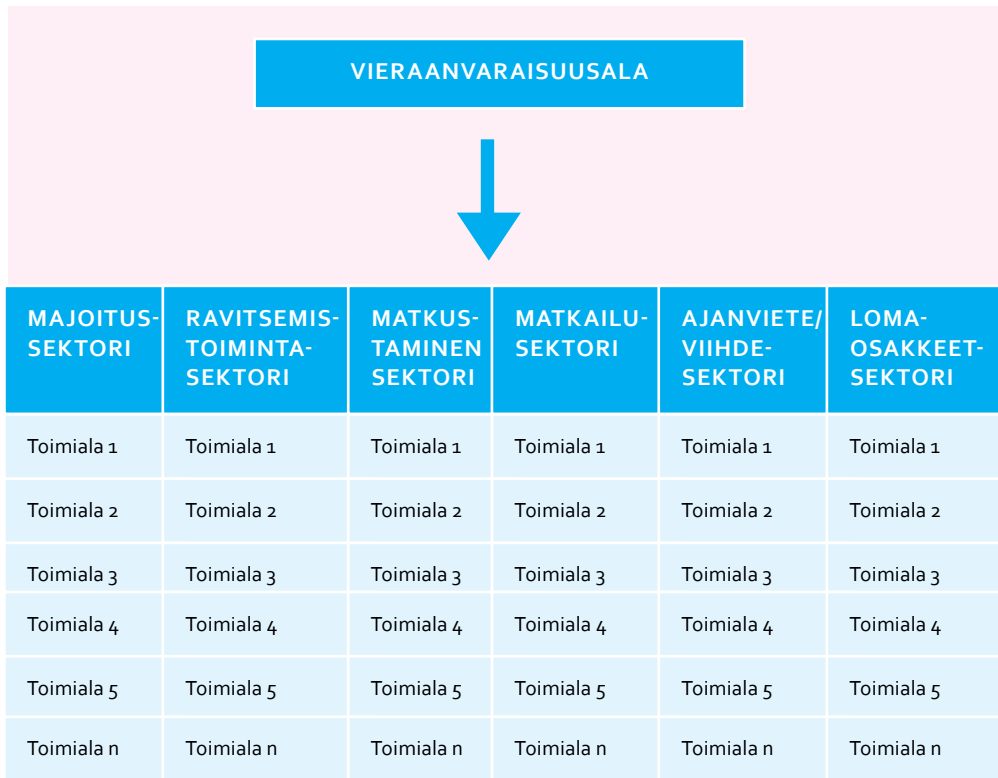 VIERAANVARAISUUSALA
MAJOITUS-
SEKTORI
RAVITSEMIS-
TOIMINTA-
SEKTORI
MATKUS-
TAMINEN
SEKTORI
MATKAILU-
SEKTORI
AJANVIETE/
VIIHDE-
SEKTORI
LOMA-
OSAKKEET-
SEKTORI
Toimiala 1 Toimiala 1 Toimiala 1 Toimiala 1 Toimiala 1 Toimiala 1
Toimiala 2 Toimiala 2 Toimiala 2 Toimiala 2 Toimiala 2 Toimiala 2
Toimiala 3 Toimiala 3 Toimiala 3 Toimiala 3 Toimiala 3 Toimiala 3
Toimiala 4 Toimiala 4 Toimiala 4 Toimiala 4 Toimiala 4 Toimiala 4
Toimiala 5 Toimiala 5 Toimiala 5 Toimiala 5 Toimiala 5 Toimiala 5
Toimiala n Toimiala n Toimiala n Toimiala n Toimiala n Toimiala n